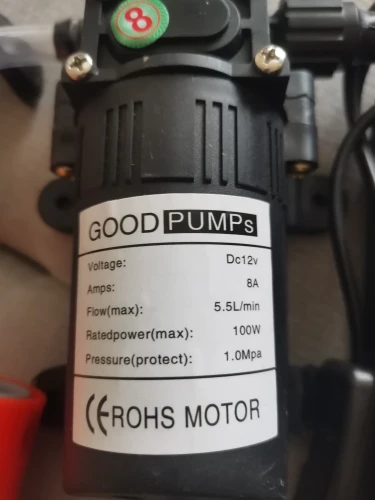 8
GOOD PUMPs
Voltage: Dc12v
Amps: 8A
Flow(max): 5.5L/min
Ratedpower(max): 100W
Pressure(protect): 1.0Mpa
CE ROHS MOTOR